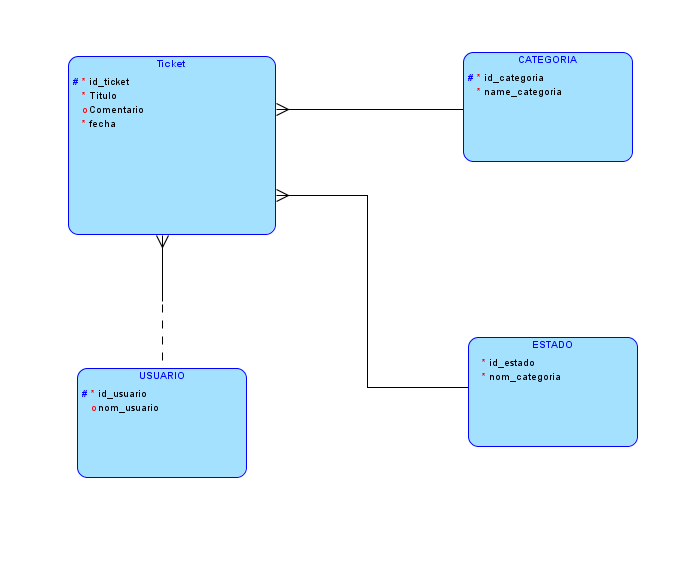 Ticket
# * id_ticket
* Titulo
o Comentario
* fecha
CATEGORIA
# * id_categoria
* name_categoria
USUARIO
# * id_usuario
o nom_usuario
ESTADO
* id_estado
* nom_categoria